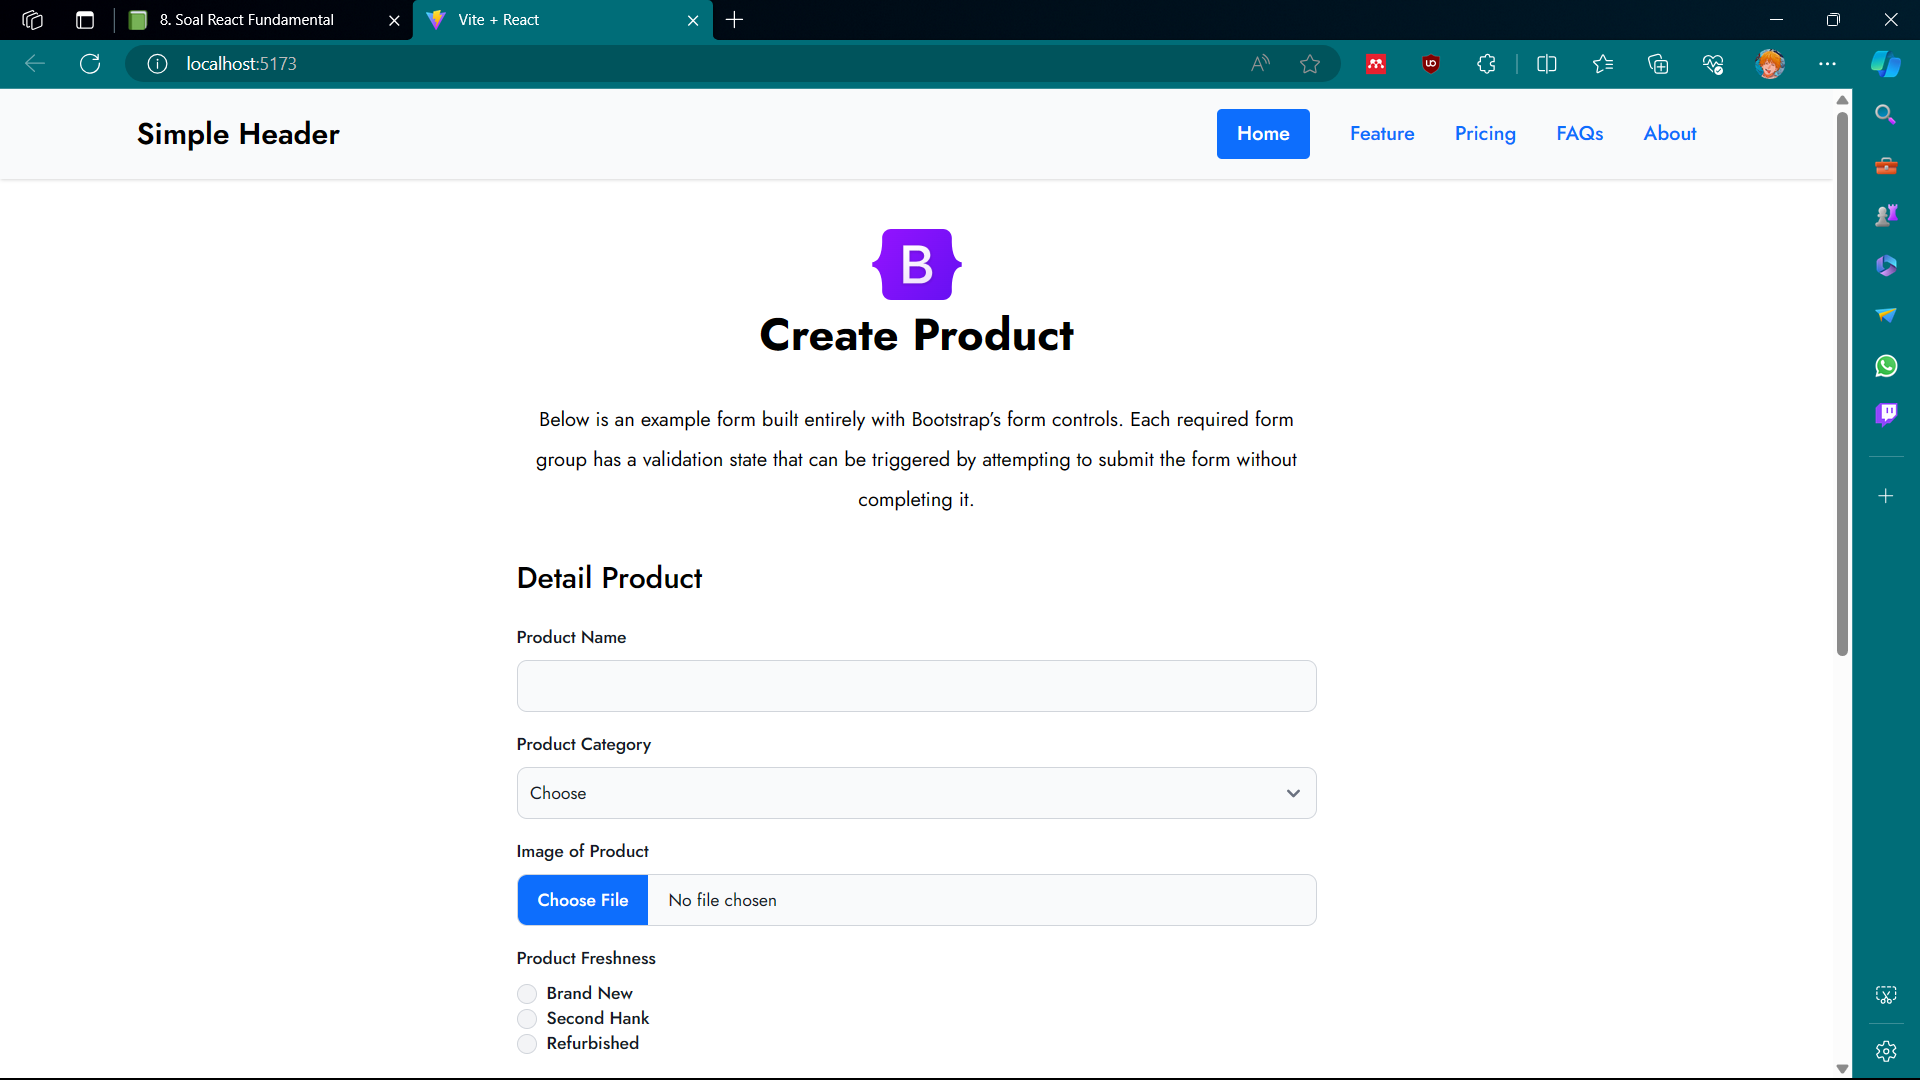 8. Soal React Fundamental
Vite + React
localhost:5173
Simple Header
Home
Feature
Pricing
FAQs
About
B
Create Product
Below is an example form built entirely with Bootstrap’s form controls. Each required form
group has a validation state that can be triggered by attempting to submit the form without
completing it.
Detail Product
Product Name
Product Category
Choose
Image of Product
Choose File
No file chosen
Product Freshness
Brand New
Second Hank
Refurbished